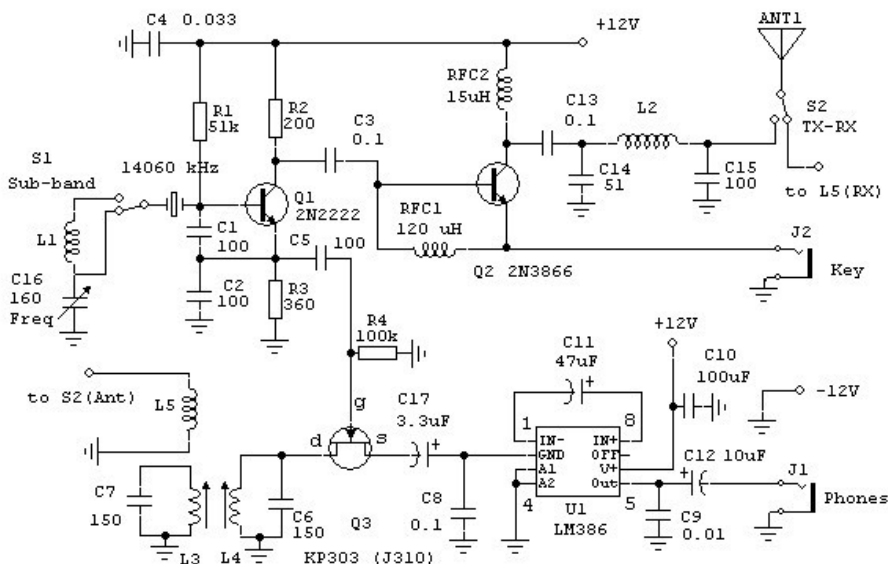 C4 0.033
+12V
ANT1
RFC2
15uH
C13
0.1
L2
S2
TX-RX
R1
51k
R2
200
C3
0.1
S1
Sub-band
14060 kHz
Q1
2N2222
C14
51
C15
100
to L5(RX)
L1
C1
100
C5
100
RFC1
120 uH
J2
Key
Q2 2N3866
C16
160
Freq
C2
100
R3
360
R4
100k
+12V
C11
47uF
C10
100uF
-12V
to S2(Ant)
L5
g
d
s
C17
3.3uF
1
8
IN-
IN+
GND
OFF
A1
V+
A2
Out
4
5
U1
LM386
C12 10uF
J1
Phones
C7
150
C6
150
C8
0.1
C9
0.01
L3
L4
Q3
KP303 (J310)